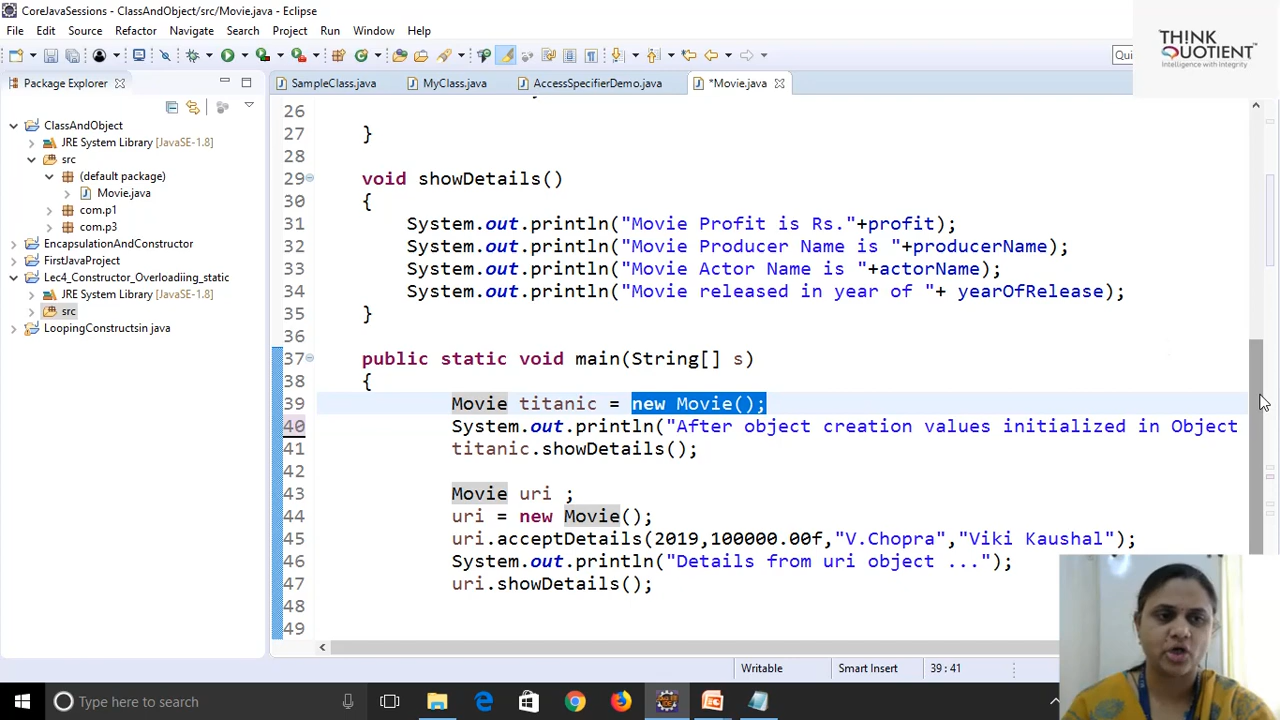 CoreJavaSessions - ClassAndObject/src/Movie.java - Eclipse
File Edit Source Refactor Navigate Search Project Run Window Help
THINK
QUOTIENT™
Intelligence with Integrity
Qui
Package Explorer
SampleClass.java MyClass.java AccessSpecifierDemo.java *Movie.java
ClassAndObject
JRE System Library [JavaSE-1.8]
src
(default package)
Movie.java
com.p1
com.p3
EncapsulationAndConstructor
FirstJavaProject
Lec4_Constructor_Overloadiing_static
JRE System Library [JavaSE-1.8]
src
LoopingConstructsin java
26
27 }
28
29 void showDetails()
30 {
31 System.out.println("Movie Profit is Rs."+profit);
32 System.out.println("Movie Producer Name is "+producerName);
33 System.out.println("Movie Actor Name is "+actorName);
34 System.out.println("Movie released in year of "+ yearOfRelease);
35 }
36
37 public static void main(String[] s)
38 {
39 Movie titanic = new Movie();
40 System.out.println("After object creation values initialized in Object
41 titanic.showDetails();
42
43 Movie uri ;
44 uri = new Movie();
45 uri.acceptDetails(2019,100000.00f,"V.Chopra","Viki Kaushal");
46 System.out.println("Details from uri object ...");
47 uri.showDetails();
48
49
Writable Smart Insert 39 : 41
Type here to search